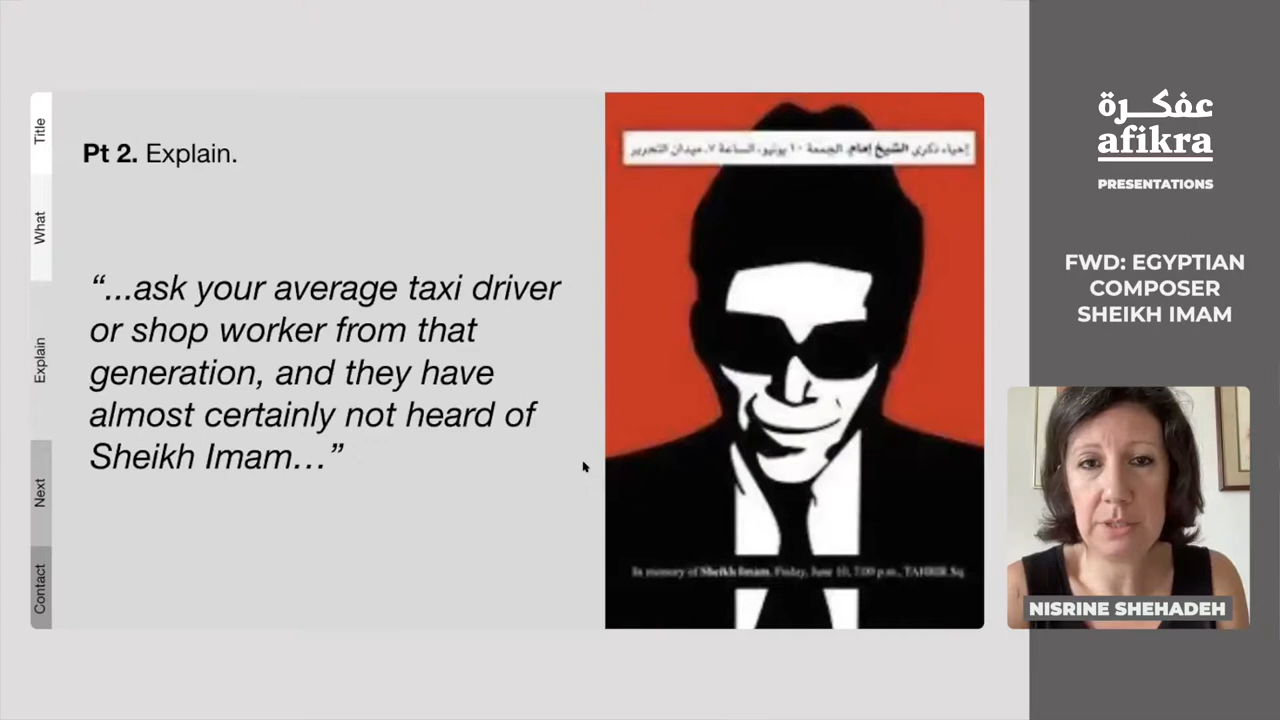 Title
What
Explain
Next
Contact
Pt 2. Explain.
“...ask your average taxi driver
or shop worker from that
generation, and they have
almost certainly not heard of
Sheikh Imam…”
إحياء ذكرى الشيخ إمام، الجمعة ١٠ يونيو، الساعة ٧، ميدان التحرير
In memory of Sheikh Imam, Friday, June 10, 7:00 p.m., TAHRIR Sq
عفكرة
afikra
PRESENTATIONS
FWD: EGYPTIAN
COMPOSER
SHEIKH IMAM
NISRINE SHEHADEH